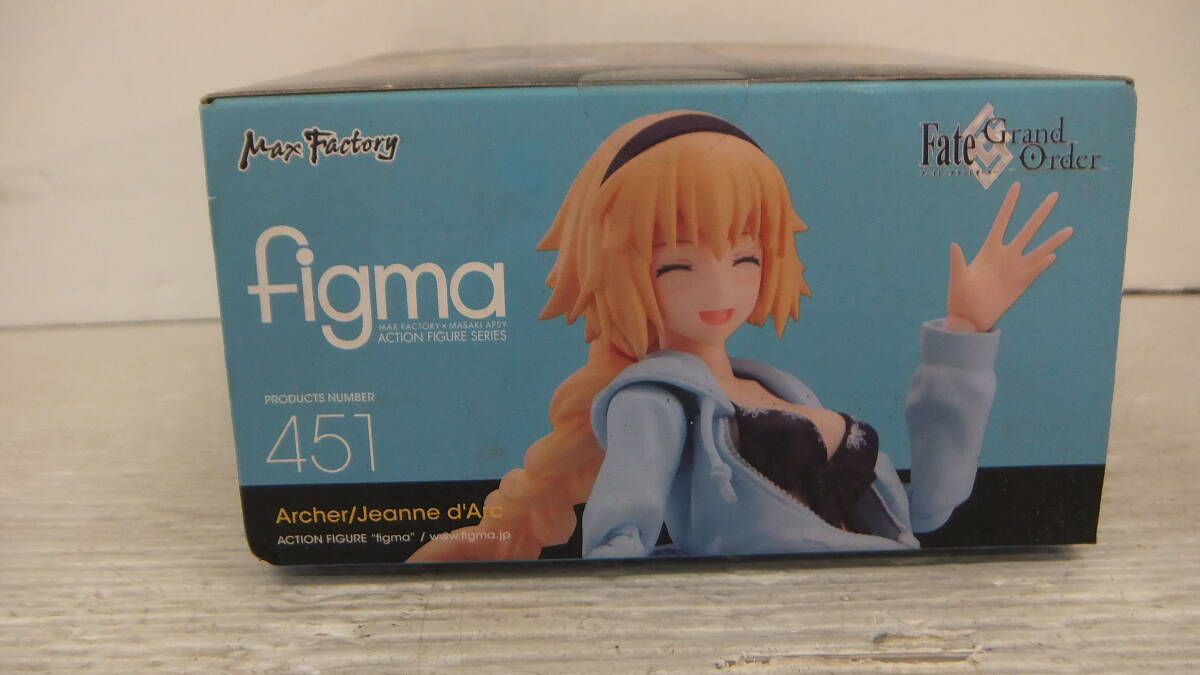 Max Factory
Fate
Grand
Order
figma
MAX FACTORY × MASAKI APSY
ACTION FIGURE SERIES
PRODUCTS NUMBER
451
Archer/Jeanne d'Arc
ACTION FIGURE "figma" / www.figma.jp